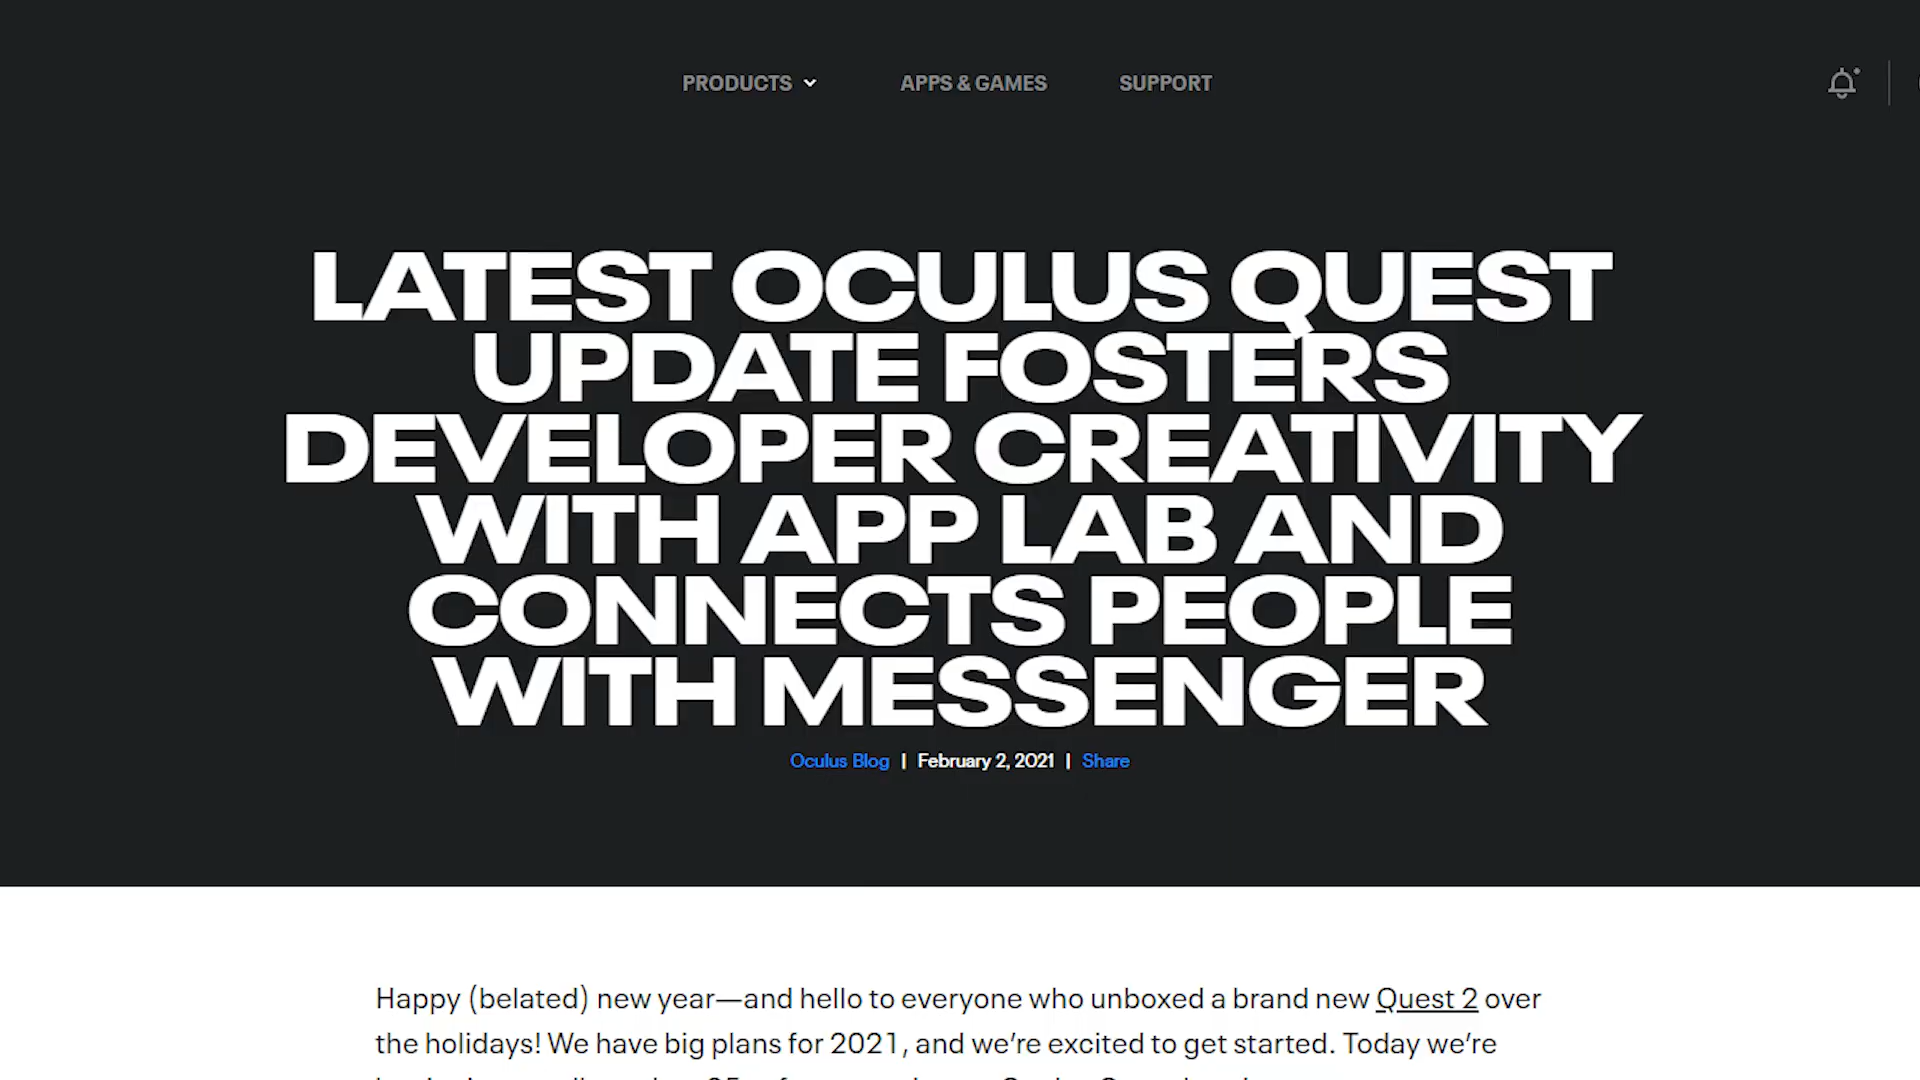 PRODUCTS APPS & GAMES SUPPORT
LATEST OCULUS QUEST
UPDATE FOSTERS
DEVELOPER CREATIVITY
WITH APP LAB AND
CONNECTS PEOPLE
WITH MESSENGER
Oculus Blog | February 2, 2021 | Share
Happy (belated) new year—and hello to everyone who unboxed a brand new Quest 2 over
the holidays! We have big plans for 2021, and we’re excited to get started. Today we’re